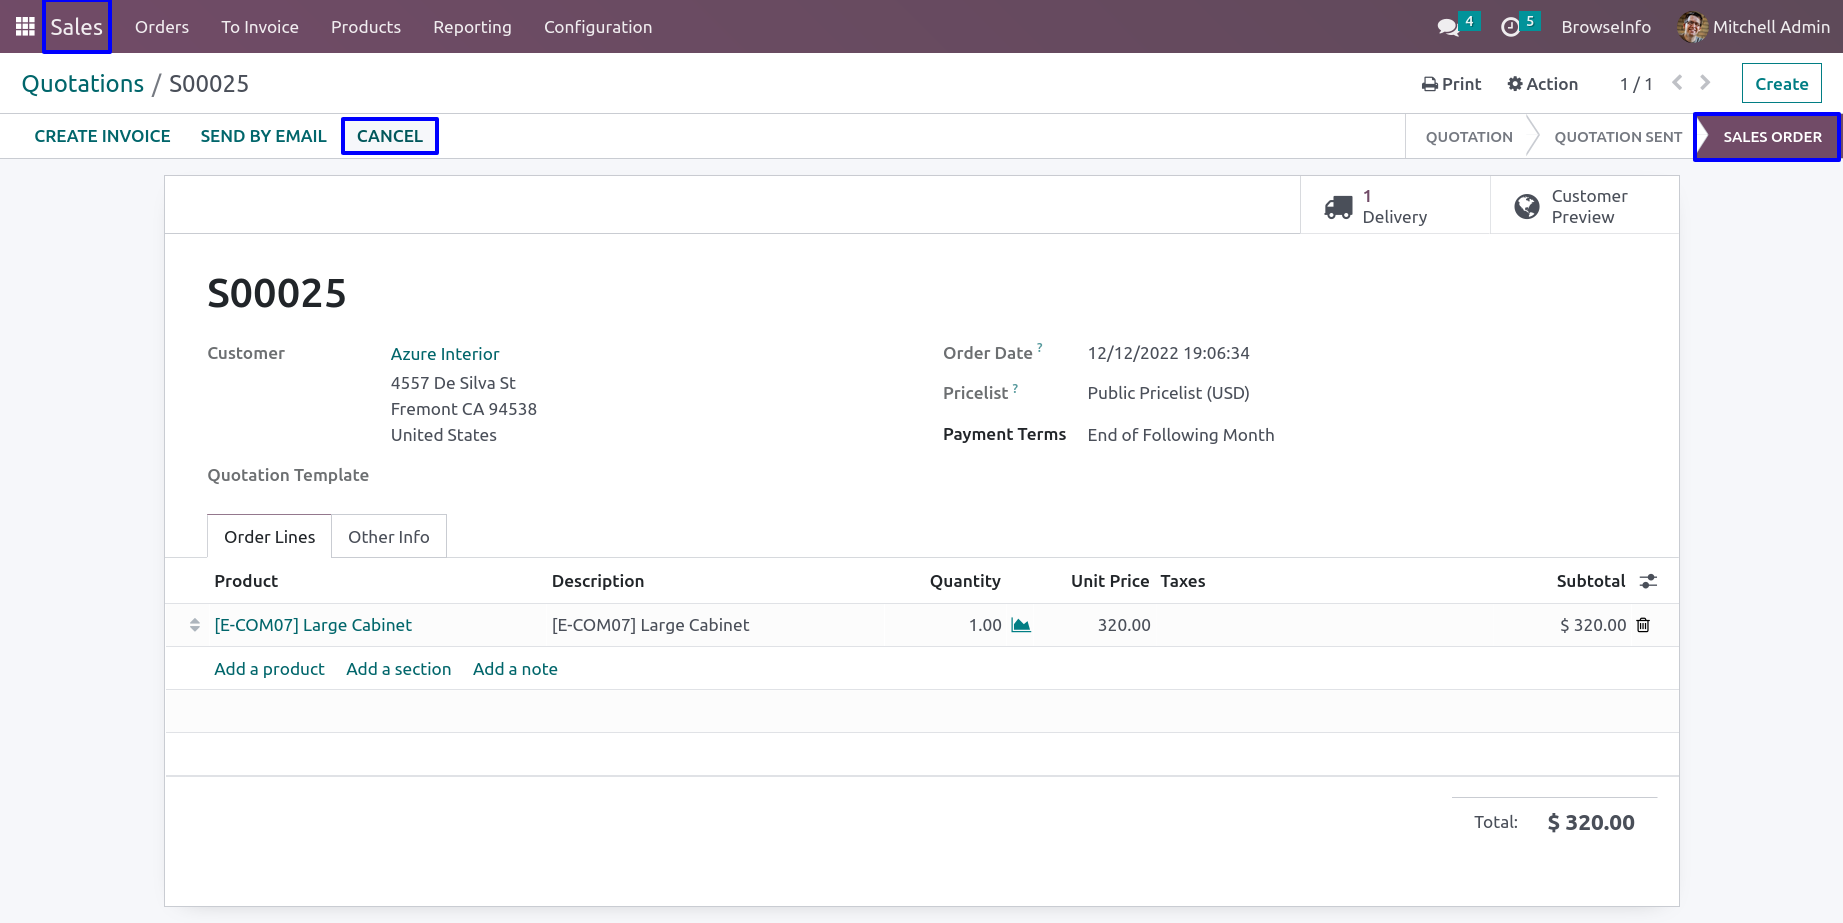 Sales Orders To Invoice Products Reporting Configuration 4 5 BrowseInfo Mitchell Admin
Quotations / S00025 Print Action 1 / 1 Create
CREATE INVOICE SEND BY EMAIL CANCEL QUOTATION QUOTATION SENT SALES ORDER
1
Delivery
Customer
Preview
S00025
Customer Azure Interior
4557 De Silva St
Fremont CA 94538
United States
Order Date ? 12/12/2022 19:06:34
Pricelist ? Public Pricelist (USD)
Payment Terms End of Following Month
Quotation Template
Order Lines Other Info
Product Description Quantity Unit Price Taxes Subtotal
[E-COM07] Large Cabinet [E-COM07] Large Cabinet 1.00 320.00 $ 320.00
Add a product Add a section Add a note
Total: $ 320.00